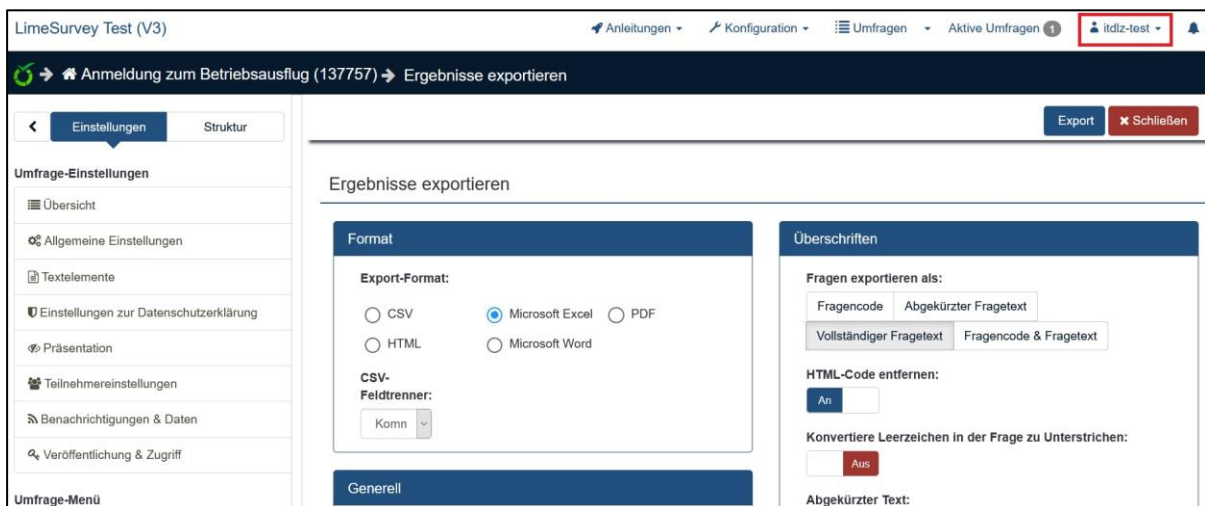 LimeSurvey Test (V3)
Anleitungen
Konfiguration
Umfragen
Aktive Umfragen 1
itdlz-test
Anmeldung zum Betriebsausflug (137757) Ergebnisse exportieren
Einstellungen
Struktur
Export
Schließen
Umfrage-Einstellungen
Übersicht
Allgemeine Einstellungen
Textelemente
Einstellungen zur Datenschutzerklärung
Präsentation
Teilnehmereinstellungen
Benachrichtigungen & Daten
Veröffentlichung & Zugriff
Umfrage-Menü
Ergebnisse exportieren
Format
Export-Format:
CSV
Microsoft Excel
PDF
HTML
Microsoft Word
CSV-
Feldtrenner:
Komn
Generell
Überschriften
Fragen exportieren als:
Fragencode
Abgekürzter Fragetext
Vollständiger Fragetext
Fragencode & Fragetext
HTML-Code entfernen:
An
Konvertiere Leerzeichen in der Frage zu Unterstrichen:
Aus
Abgekürzter Text: